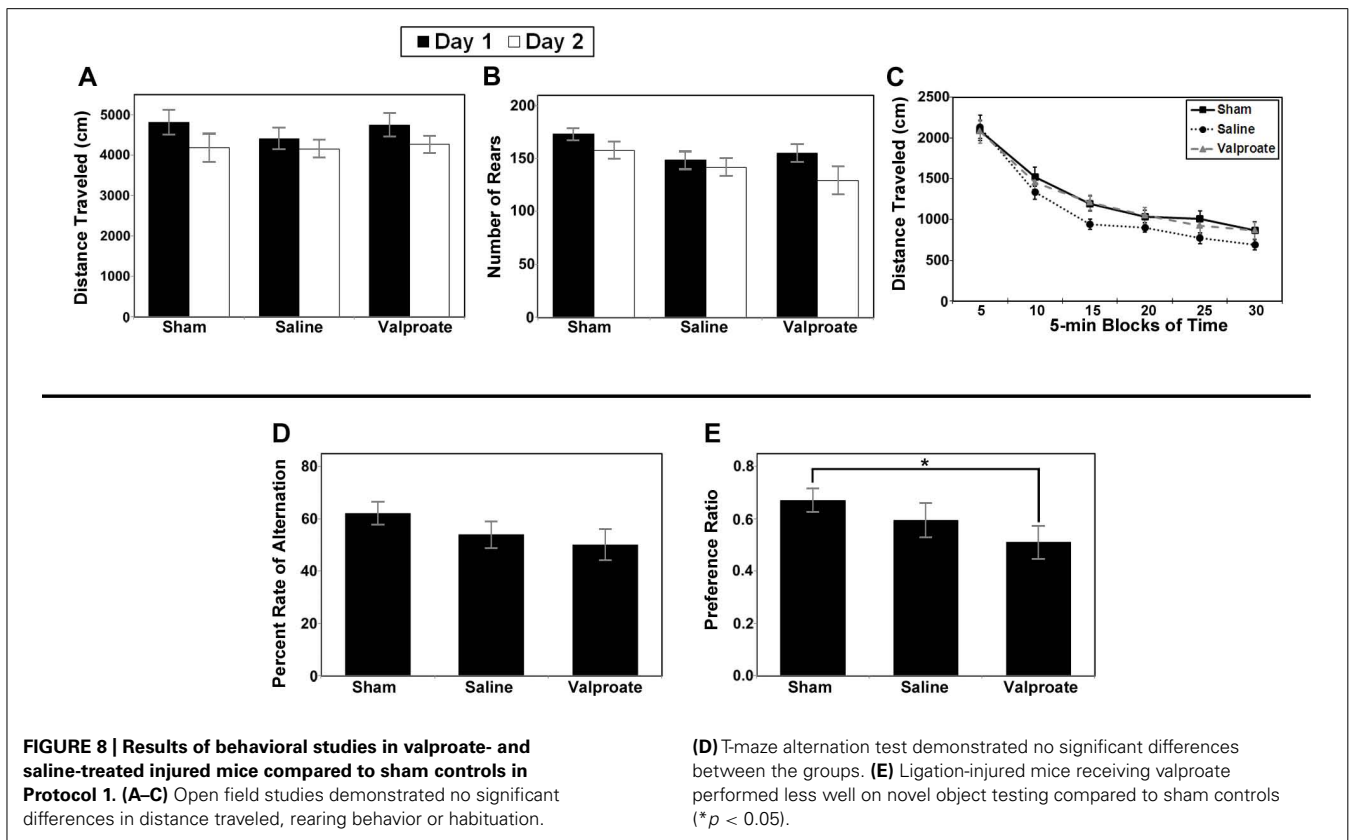 ■ Day 1 □ Day 2
A
Distance Traveled (cm)
5000
4000
3000
2000
1000
0
Sham Saline Valproate
B
Number of Rears
200
150
100
50
0
Sham Saline Valproate
C
Distance Traveled (cm)
2500
2000
1500
1000
500
0
Sham
Saline
Valproate
5 10 15 20 25 30
5-min Blocks of Time
D
Percent Rate of Alternation
80
60
40
20
0
Sham Saline Valproate
E
Preference Ratio
0.8
0.6
0.4
0.2
0.0
*
Sham Saline Valproate
FIGURE 8 | Results of behavioral studies in valproate- and
saline-treated injured mice compared to sham controls in
Protocol 1. (A–C) Open field studies demonstrated no significant
differences in distance traveled, rearing behavior or habituation.
(D) T-maze alternation test demonstrated no significant differences
between the groups. (E) Ligation-injured mice receiving valproate
performed less well on novel object testing compared to sham controls
(*p < 0.05).